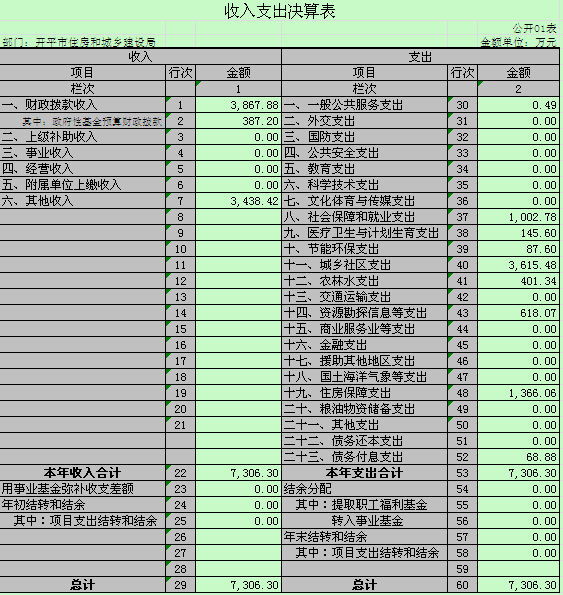 收入支出决算表
公开01表
部门：开平市住房和城乡建设局 金额单位：万元
收入 支出
项目 行次 金额 项目 行次 金额
栏次 1 栏次 2
一、财政拨款收入 1 3,867.88 一、一般公共服务支出 30 0.49
其中：政府性基金预算财政拨款 2 387.20 二、外交支出 31 0.00
二、上级补助收入 3 0.00 三、国防支出 32 0.00
三、事业收入 4 0.00 四、公共安全支出 33 0.00
四、经营收入 5 0.00 五、教育支出 34 0.00
五、附属单位上缴收入 6 0.00 六、科学技术支出 35 0.00
六、其他收入 7 3,438.42 七、文化体育与传媒支出 36 0.00
8 八、社会保障和就业支出 37 1,002.78
9 九、医疗卫生与计划生育支出 38 145.60
10 十、节能环保支出 39 87.60
11 十一、城乡社区支出 40 3,615.48
12 十二、农林水支出 41 401.34
13 十三、交通运输支出 42 0.00
14 十四、资源勘探信息等支出 43 618.07
15 十五、商业服务业等支出 44 0.00
16 十六、金融支出 45 0.00
17 十七、援助其他地区支出 46 0.00
18 十八、国土海洋气象等支出 47 0.00
19 十九、住房保障支出 48 1,366.06
20 二十、粮油物资储备支出 49 0.00
21 二十一、其他支出 50 0.00
二十二、债务还本支出 51 0.00
二十三、债务付息支出 52 68.88
本年收入合计 22 7,306.30 本年支出合计 53 7,306.30
用事业基金弥补收支差额 23 0.00 结余分配 54 0.00
年初结转和结余 24 0.00 其中：提取职工福利基金 55 0.00
其中：项目支出结转和结余 25 0.00 转入事业基金 56 0.00
26 年末结转和结余 57 0.00
27 其中：项目支出结转和结余 58 0.00
28 59
总计 29 7,306.30 总计 60 7,306.30